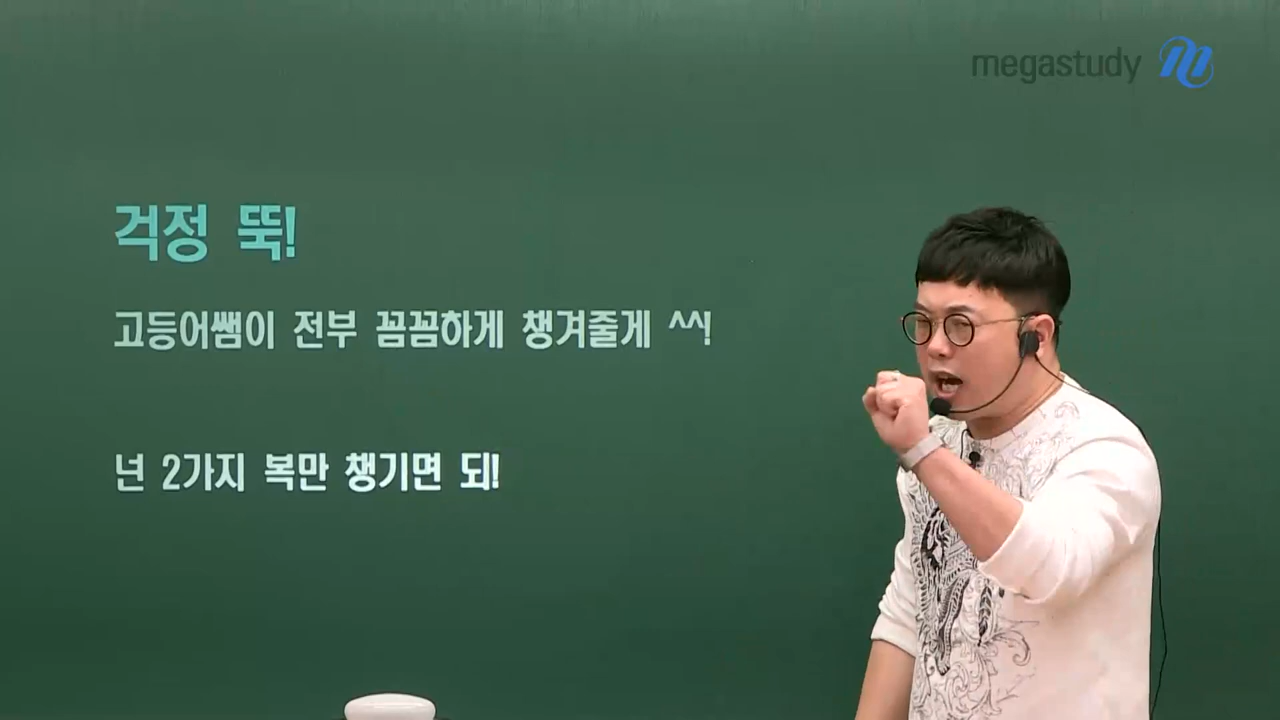 megastudy
걱정 뚝!
고등어쌤이 전부 꼼꼼하게 챙겨줄게 ^^!
넌 2가지 복만 챙기면 되!